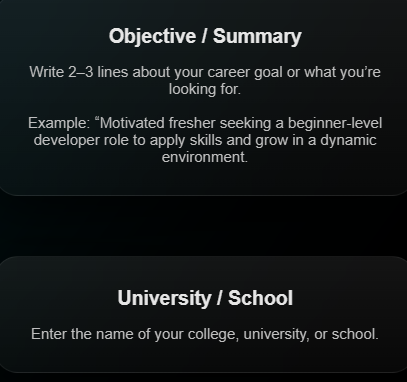 Objective / Summary
Write 2–3 lines about your career goal or what you’re
looking for.
Example: “Motivated fresher seeking a beginner-level
developer role to apply skills and grow in a dynamic
environment.
University / School
Enter the name of your college, university, or school.